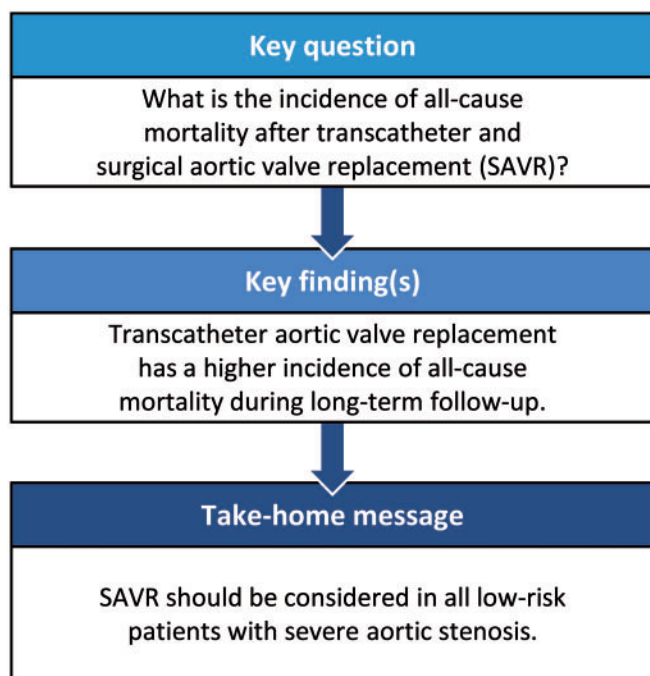 Key question
What is the incidence of all-cause
mortality after transcatheter and
surgical aortic valve replacement (SAVR)?
Key finding(s)
Transcatheter aortic valve replacement
has a higher incidence of all-cause
mortality during long-term follow-up.
Take-home message
SAVR should be considered in all low-risk
patients with severe aortic stenosis.